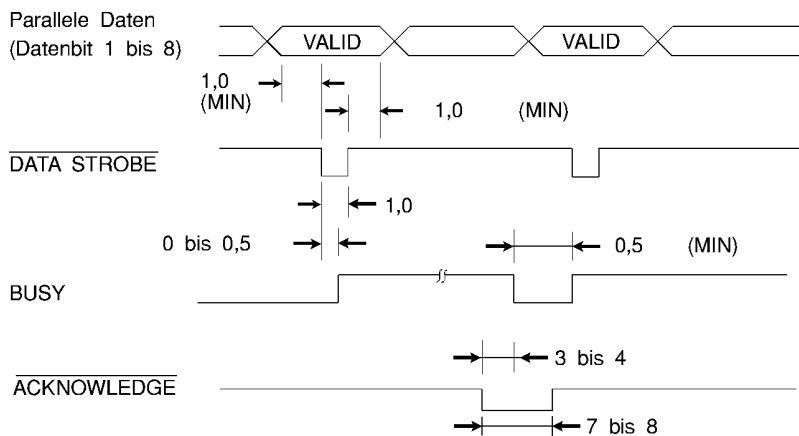 Parallele Daten
(Datenbit 1 bis 8)
VALID
VALID
1,0
(MIN)
1,0 (MIN)
DATA STROBE
1,0
0 bis 0,5
0,5 (MIN)
BUSY
3 bis 4
ACKNOWLEDGE
7 bis 8